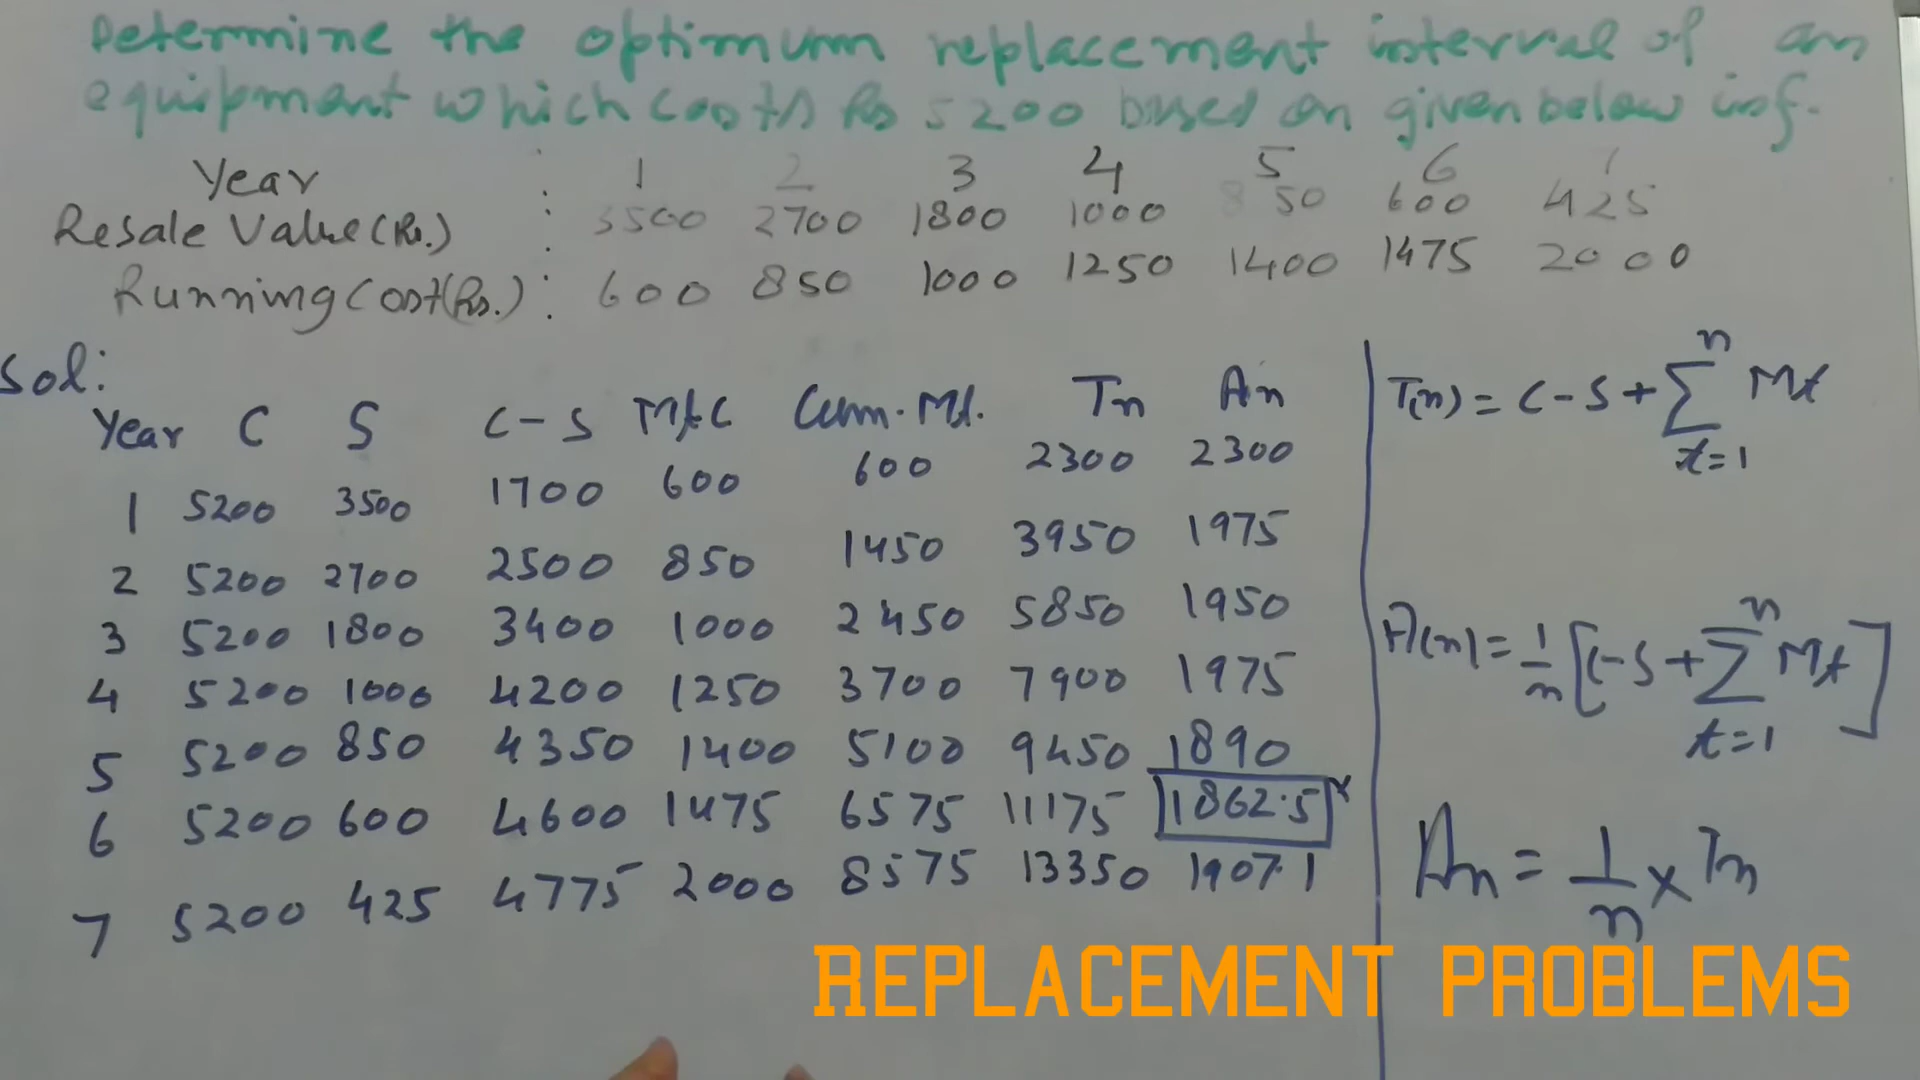 Determine the optimum replacement interval of an
equipment which costs Rs 5200 based on given below inf.
Year : 1 2 3 4 5 6
Resale Value (Rs.) : 3500 2700 1800 1000 850 600 425
Running Cost (Rs.) : 600 850 1000 1250 1400 1475 2000
Sol:
Year C S C-S MtC Cum. Mt. Tn An
1 5200 3500 1700 600 600 2300 2300
2 5200 2700 2500 850 1450 3950 1975
3 5200 1800 3400 1000 2450 5850 1950
4 5200 1000 4200 1250 3700 7900 1975
5 5200 850 4350 1400 5100 9450 1890
6 5200 600 4600 1475 6575 11175 1862.5*
7 5200 425 4775 2000 8575 13350 1907.1
T(n) = C-S + n∑t=1 Mt
A(n) = 1/n [C-S + n∑t=1 Mt]
An = 1/n × Tn
REPLACEMENT PROBLEMS